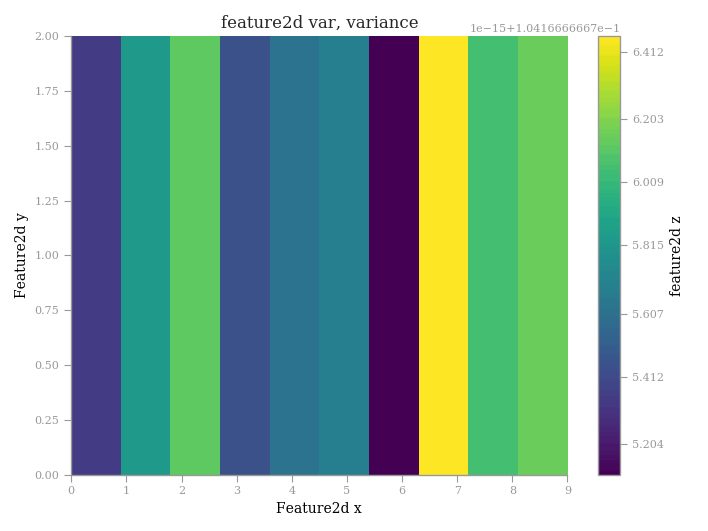 feature2d var, variance
1e−15+1.0416666667e−1
2.00
1.75
1.50
1.25
1.00
0.75
0.50
0.25
0.00
Feature2d y
0 1 2 3 4 5 6 7 8 9
Feature2d x
6.412
6.203
6.009
5.815
5.607
5.412
5.204
feature2d z